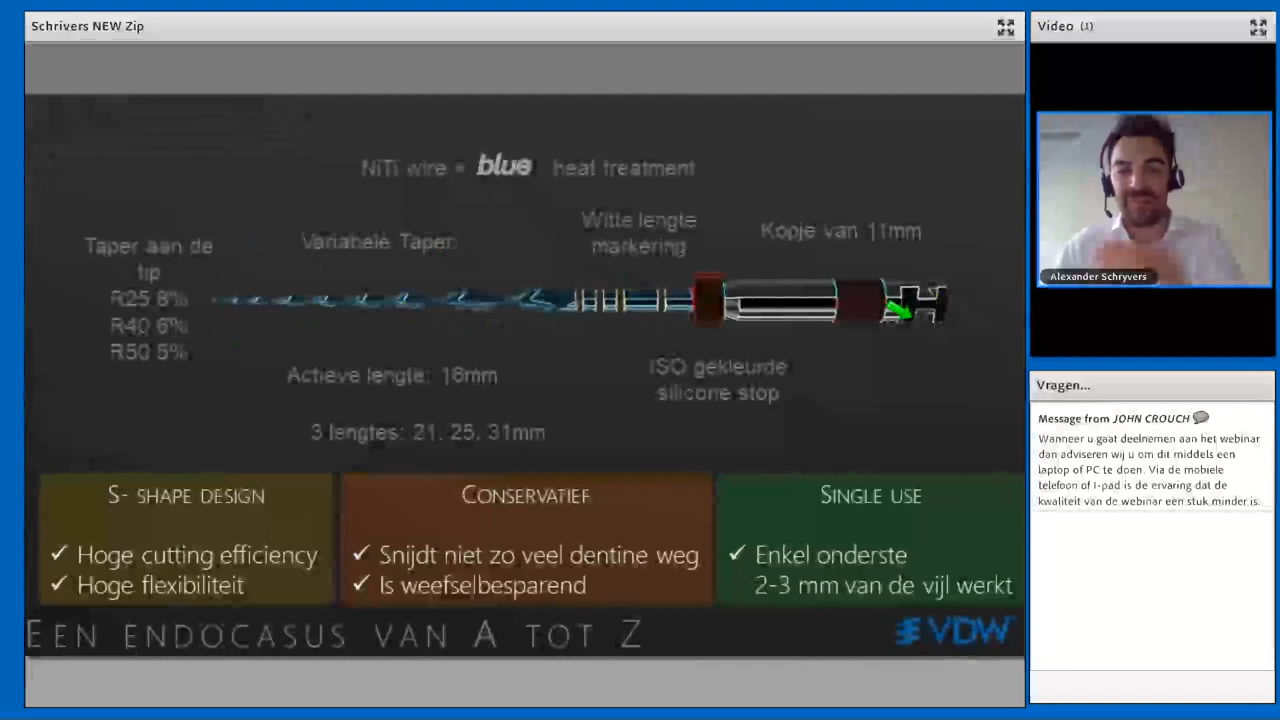 Schrivers NEW Zip
NiTi wire = blue heat treatment
Taper aan de
tip
R25 8%
R40 6%
R50 5%
Variabele Taper
Witte lengte
markering
Kopje van 11mm
Actieve lengte: 16mm
ISO gekleurde
silicone stop
3 lengtes: 21, 25, 31mm
S- SHAPE DESIGN
✓ Hoge cutting efficiency
✓ Hoge flexibiliteit
CONSERVATIEF
✓ Snijdt niet zo veel dentine weg
✓ Is weefselbesparend
SINGLE USE
✓ Enkel onderste
2-3 mm van de vijl werkt
EEN ENDOCASUS VAN A TOT Z
VDW
Video (1)
Alexander Schryvers
Vragen...
Message from JOHN CROUCH
Wanneer u gaat deelnemen aan het webinar
dan adviseren wij u om dit middels een
laptop of PC te doen. Via de mobiele
telefoon of I-pad is de ervaring dat de
kwaliteit van de webinar een stuk minder is.